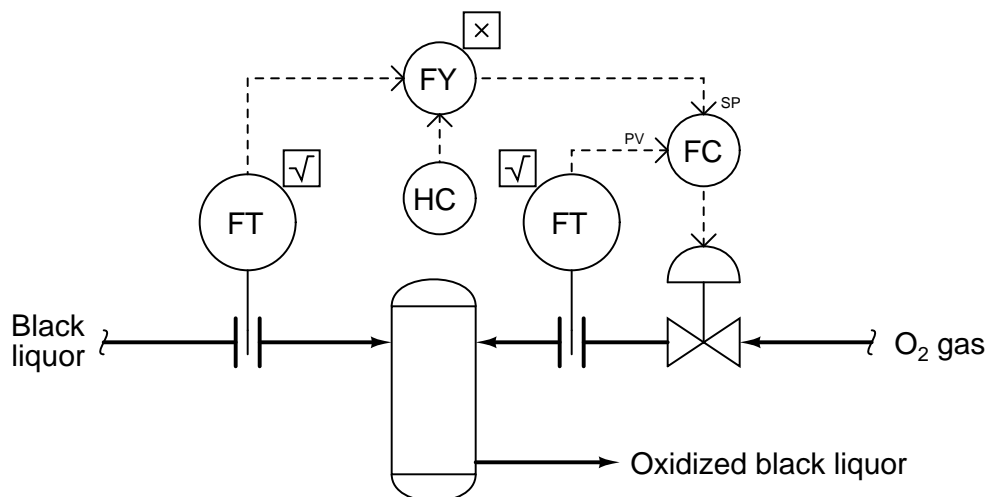 ×
FY
SP
PV
FC
√
√
HC
FT
FT
Black
liquor
O₂ gas
Oxidized black liquor